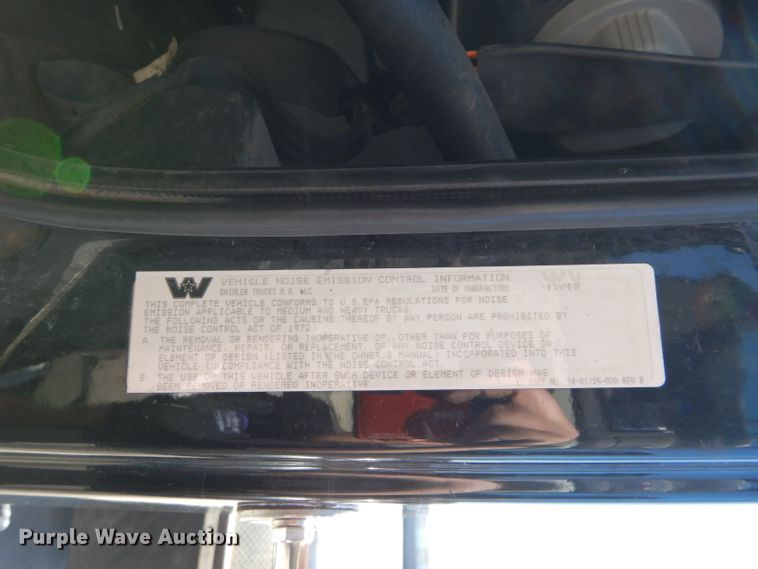 VEHICLE NOISE EMISSION CONTROL INFORMATION
DAIMLER TRUCKS N.A. LLC DATE OF MANUFACTURE
THIS COMPLETE VEHICLE CONFORMS TO U.S EPA REGULATIONS FOR NOISE
EMISSION APPLICABLE TO MEDIUM AND HEAVY TRUCKS
THE FOLLOWING ACTS OR THE CAUSING THEREOF BY ANY PERSON ARE PROHIBITED BY
THE NOISE CONTROL ACT OF 1972
A THE REMOVAL OR RENDERING INOPERATIVE OF, OTHER THAN FOR PURPOSES OF
MAINTENANCE, REPAIR, OR REPLACEMENT, OF ANY NOISE CONTROL DEVICE OR
ELEMENT OF DESIGN (LISTED IN THE OWNER'S MANUAL) INCORPORATED INTO THIS
VEHICLE IN COMPLIANCE WITH THE NOISE CONTROL ACT
B THE USE OF THIS VEHICLE AFTER SUCH DEVICE OR ELEMENT OF DESIGN HAS
BEEN REMOVED OR RENDERED INOPERATIVE
PART NO. REV B
Purple Wave Auction